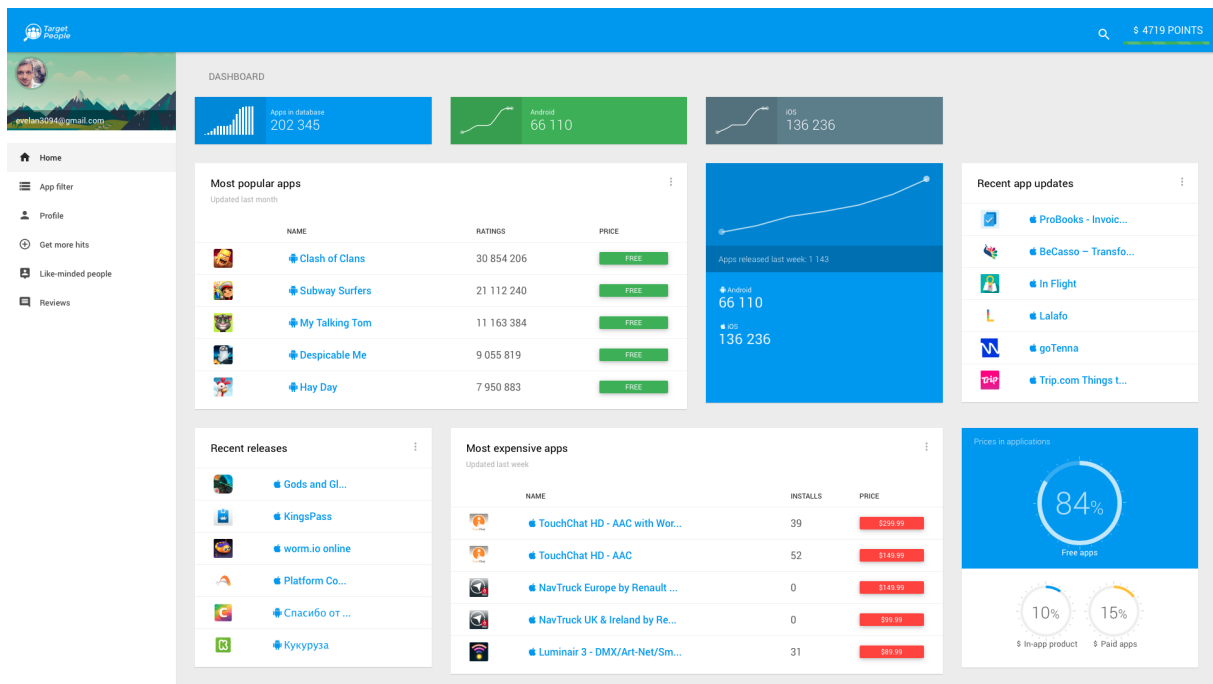 Target
People
$ 4719 POINTS
evelan3094@gmail.com
Home
App filter
Profile
Get more hits
Like-minded people
Reviews
DASHBOARD
Apps in database
202 345
Android
66 110
iOS
136 236
Most popular apps
Updated last month
NAME RATINGS PRICE
Clash of Clans 30 854 206 FREE
Subway Surfers 21 112 240 FREE
My Talking Tom 11 163 384 FREE
Despicable Me 9 055 819 FREE
Hay Day 7 950 883 FREE
Apps released last week: 1 143
Android
66 110
iOS
136 236
Recent app updates
ProBooks - Invoic...
BeCasso – Transfo...
In Flight
Lalafo
goTenna
Trip Trip.com Things t...
Recent releases
Gods and Gl...
KingsPass
worm.io online
Platform Co...
Спасибо от ...
Кукуруза
Most expensive apps
Updated last week
NAME INSTALLS PRICE
TouchChat HD - AAC with Wor... 39 $299.99
TouchChat HD - AAC 52 $149.99
NavTruck Europe by Renault ... 0 $149.99
NavTruck UK & Ireland by Re... 0 $99.99
Luminair 3 - DMX/Art-Net/Sm... 31 $89.99
Prices in applications
84%
Free apps
10% 15%
$ In-app product $ Paid apps